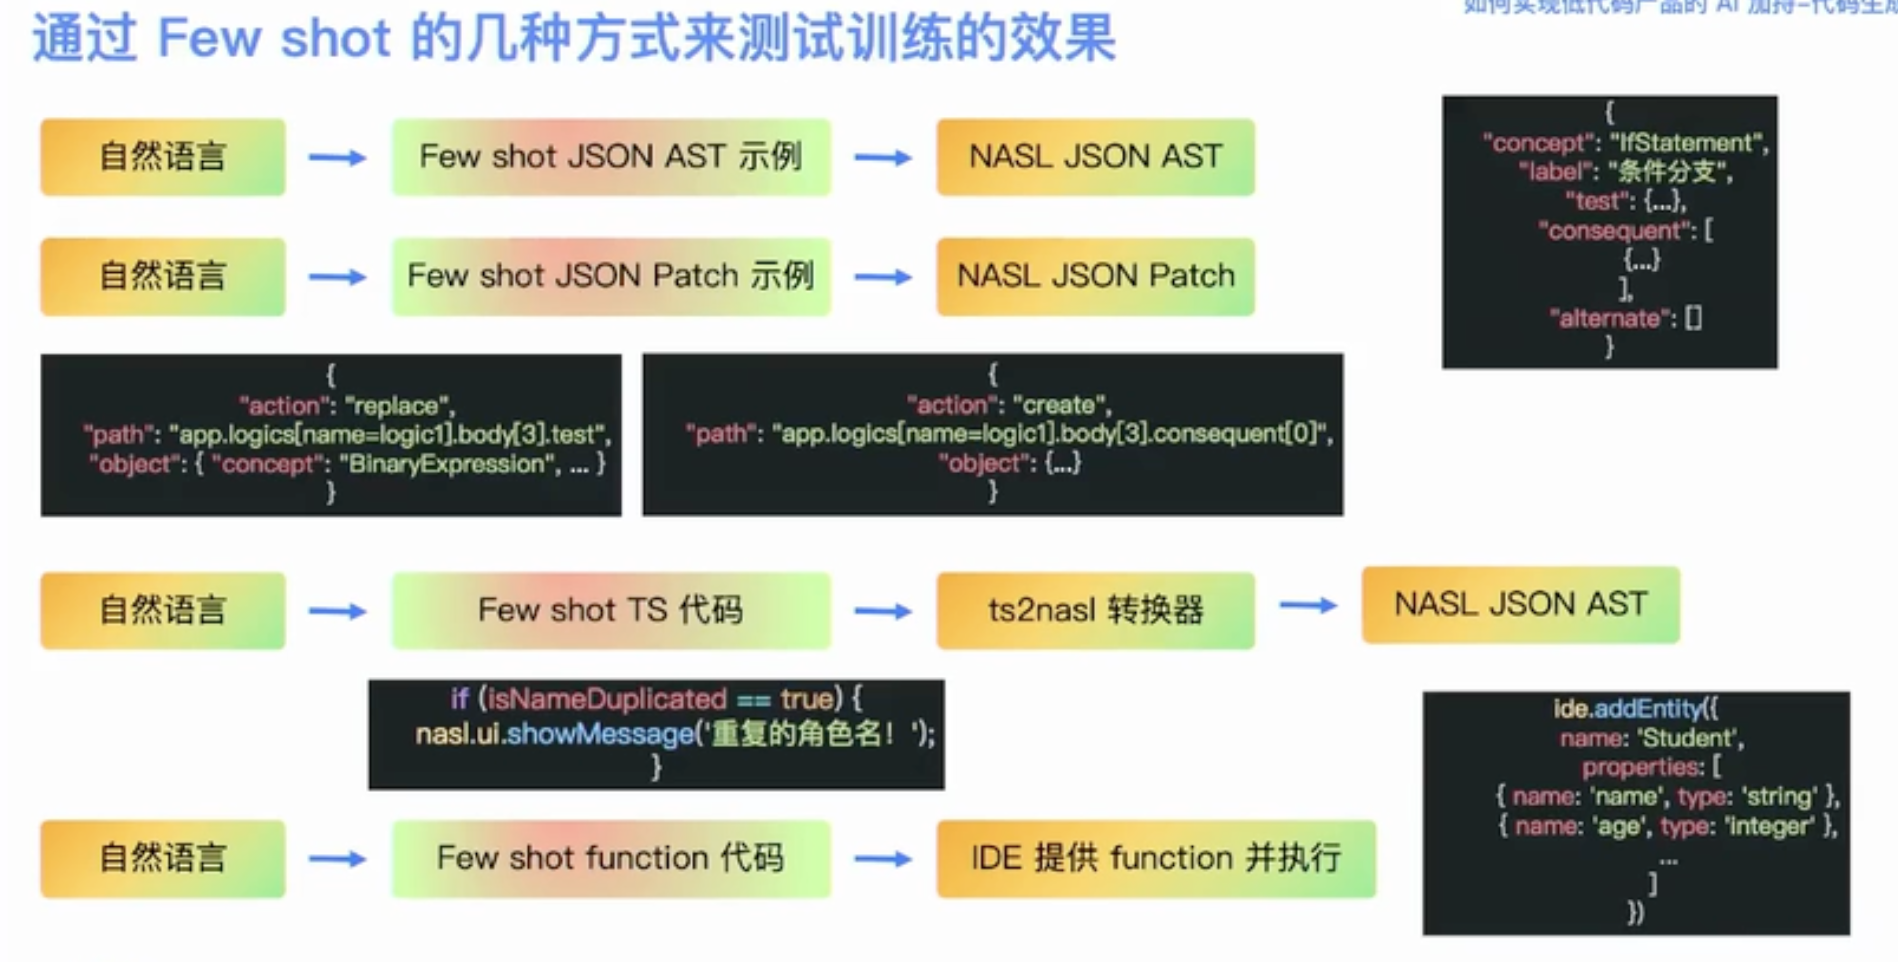 如何实现低代码产品的 AI 加持-代码生成
通过 Few shot 的几种方式来测试训练的效果
自然语言
Few shot JSON AST 示例
NASL JSON AST
{
"concept": "IfStatement",
"label": "条件分支",
"test": {...},
"consequent": [
{...}
],
"alternate": []
}
自然语言
Few shot JSON Patch 示例
NASL JSON Patch
{
"action": "replace",
"path": "app.logics[name=logic1].body[3].test",
"object": { "concept": "BinaryExpression", ... }
}
{
"action": "create",
"path": "app.logics[name=logic1].body[3].consequent[0]",
"object": {...}
}
自然语言
Few shot TS 代码
ts2nasl 转换器
NASL JSON AST
if (isNameDuplicated == true) {
nasl.ui.showMessage('重复的角色名！');
}
自然语言
Few shot function 代码
IDE 提供 function 并执行
ide.addEntity({
name: 'Student',
properties: [
{ name: 'name', type: 'string' },
{ name: 'age', type: 'integer' },
...
]
})